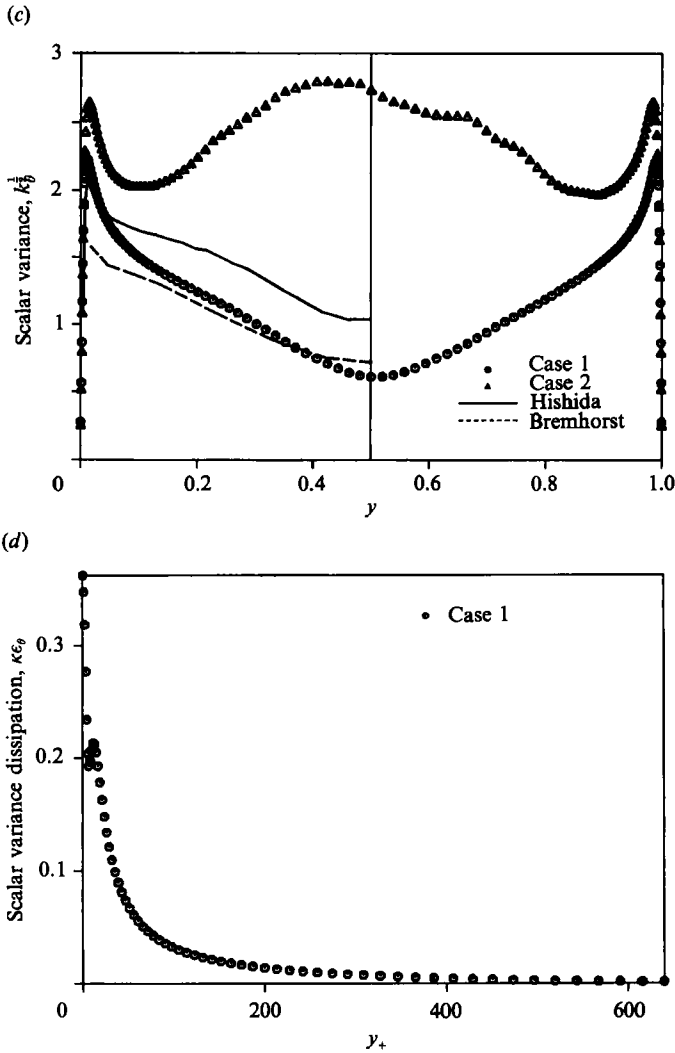 (c)
3
2
1
0
Scalar variance, k_θ^½
Case 1
Case 2
Hishida
Bremhorst
0.2
0.4
0.6
0.8
1.0
y
(d)
0.3
0.2
0.1
0
Scalar variance dissipation, κϵ_θ
Case 1
200
400
600
y_+